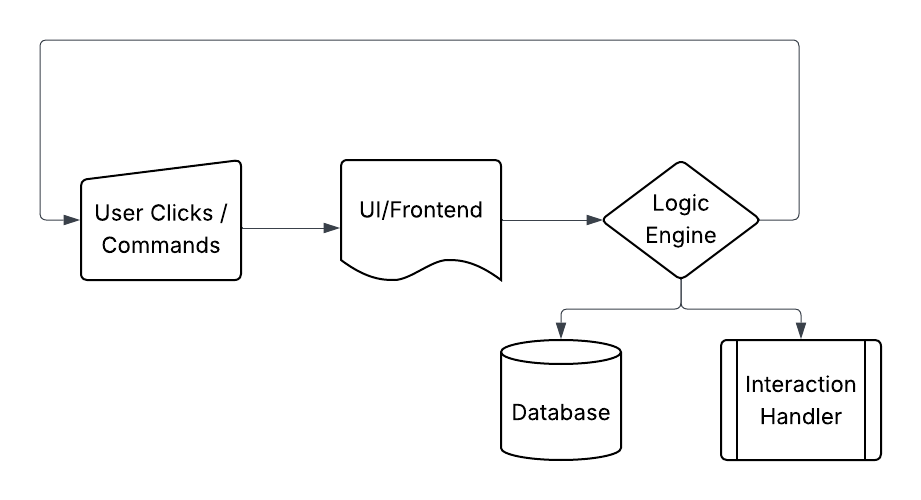 User Clicks /
Commands
UI/Frontend
Logic
Engine
Database
Interaction
Handler